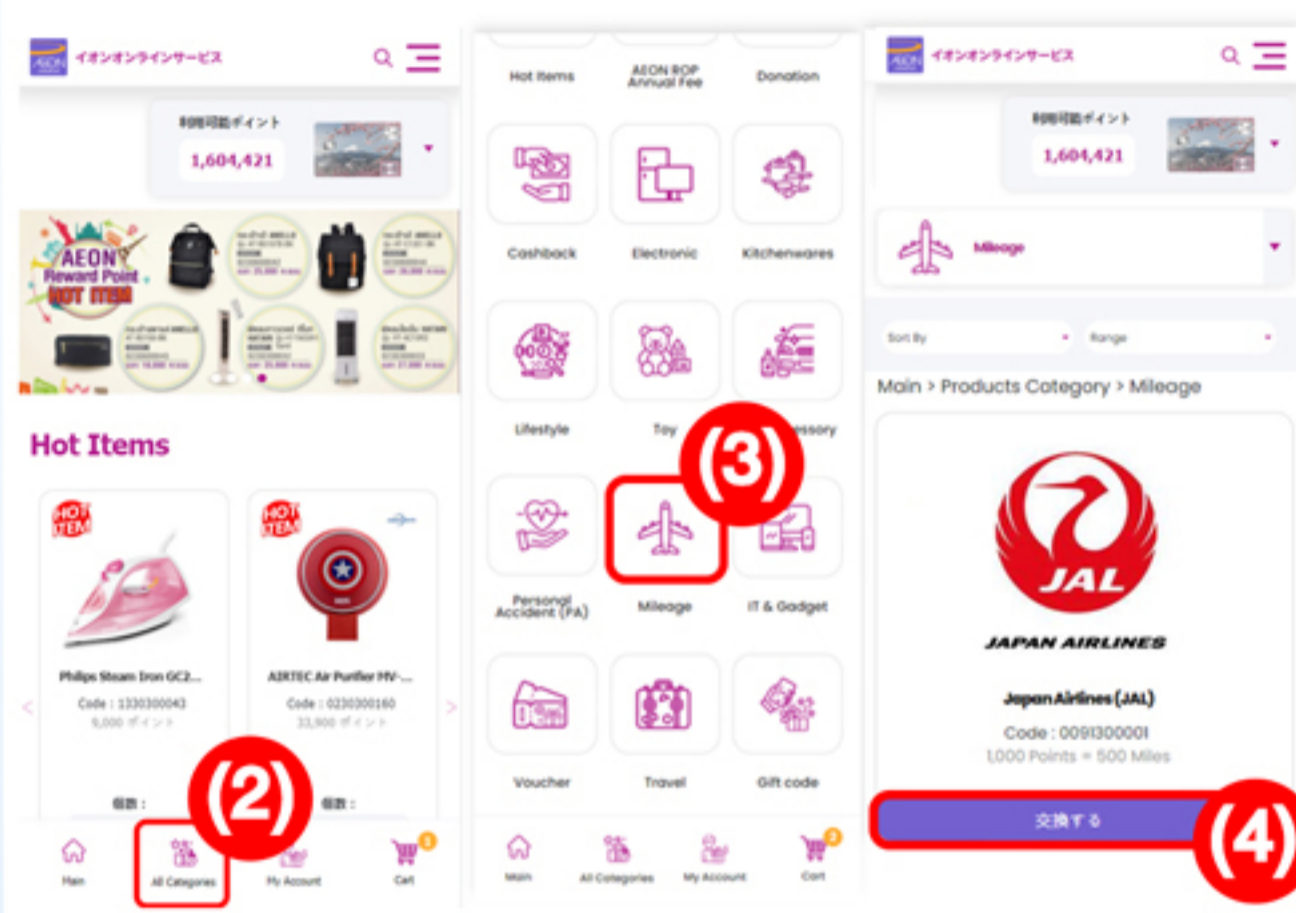 AEON
イオンオンラインサービス
利用可能ポイント
1,604,421
AEON
Reward Point
HOT ITEM
Hot Items
HOT
ITEM
Philips Steam Iron GC2...
Code : 1330300043
9,000 ポイント
個数 :
HOT
ITEM
AIRTEC Air Purifier MV-...
Code : 0230300160
33,900 ポイント
個数 :
<
>
(2)
Main
All Categories
My Account
Cart
Hot Items
AEON ROP
Annual Fee
Donation
Cashback
Electronic
Kitchenwares
Lifestyle
Toy
essory
(3)
Personal
Accident (PA)
Mileage
IT & Gadget
Voucher
Travel
Gift code
Main
All Categories
My Account
2
Cart
AEON
イオンオンラインサービス
利用可能ポイント
1,604,421
Mileage
Sort By
Range
Main > Products Category > Mileage
JAL
JAPAN AIRLINES
Japan Airlines (JAL)
Code : 0091300001
1,000 Points = 500 Miles
交換する
(4)